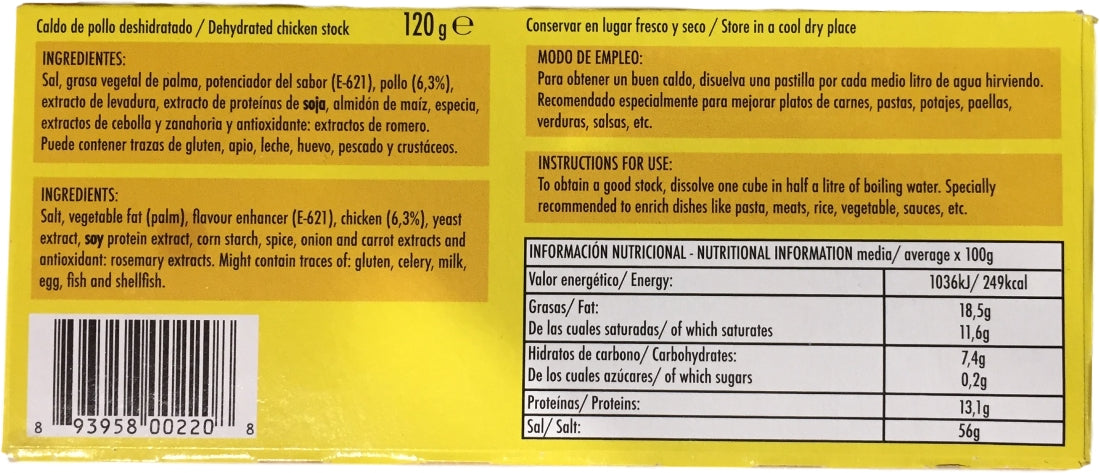 Caldo de pollo deshidratado / Dehydrated chicken stock 120 g ℮
INGREDIENTES:
Sal, grasa vegetal de palma, potenciador del sabor (E-621), pollo (6,3%),
extracto de levadura, extracto de proteínas de soja, almidón de maíz, especia,
extractos de cebolla y zanahoria y antioxidante: extractos de romero.
Puede contener trazas de gluten, apio, leche, huevo, pescado y crustáceos.
INGREDIENTS:
Salt, vegetable fat (palm), flavour enhancer (E-621), chicken (6,3%), yeast
extract, soy protein extract, corn starch, spice, onion and carrot extracts and
antioxidant: rosemary extracts. Might contain traces of: gluten, celery, milk,
egg, fish and shellfish.
8 93958 00220 8
Conservar en lugar fresco y seco / Store in a cool dry place
MODO DE EMPLEO:
Para obtener un buen caldo, disuelva una pastilla por cada medio litro de agua hirviendo.
Recomendado especialmente para mejorar platos de carnes, pastas, potajes, paellas,
verduras, salsas, etc.
INSTRUCTIONS FOR USE:
To obtain a good stock, dissolve one cube in half a litre of boiling water. Specially
recommended to enrich dishes like pasta, meats, rice, vegetable, sauces, etc.
INFORMACIÓN NUTRICIONAL - NUTRITIONAL INFORMATION media/ average x 100g
Valor energético/ Energy: 1036kJ/ 249kcal
Grasas/ Fat: 18,5g
De las cuales saturadas/ of which saturates 11,6g
Hidratos de carbono/ Carbohydrates: 7,4g
De los cuales azúcares/ of which sugars 0,2g
Proteínas/ Proteins: 13,1g
Sal/ Salt: 56g